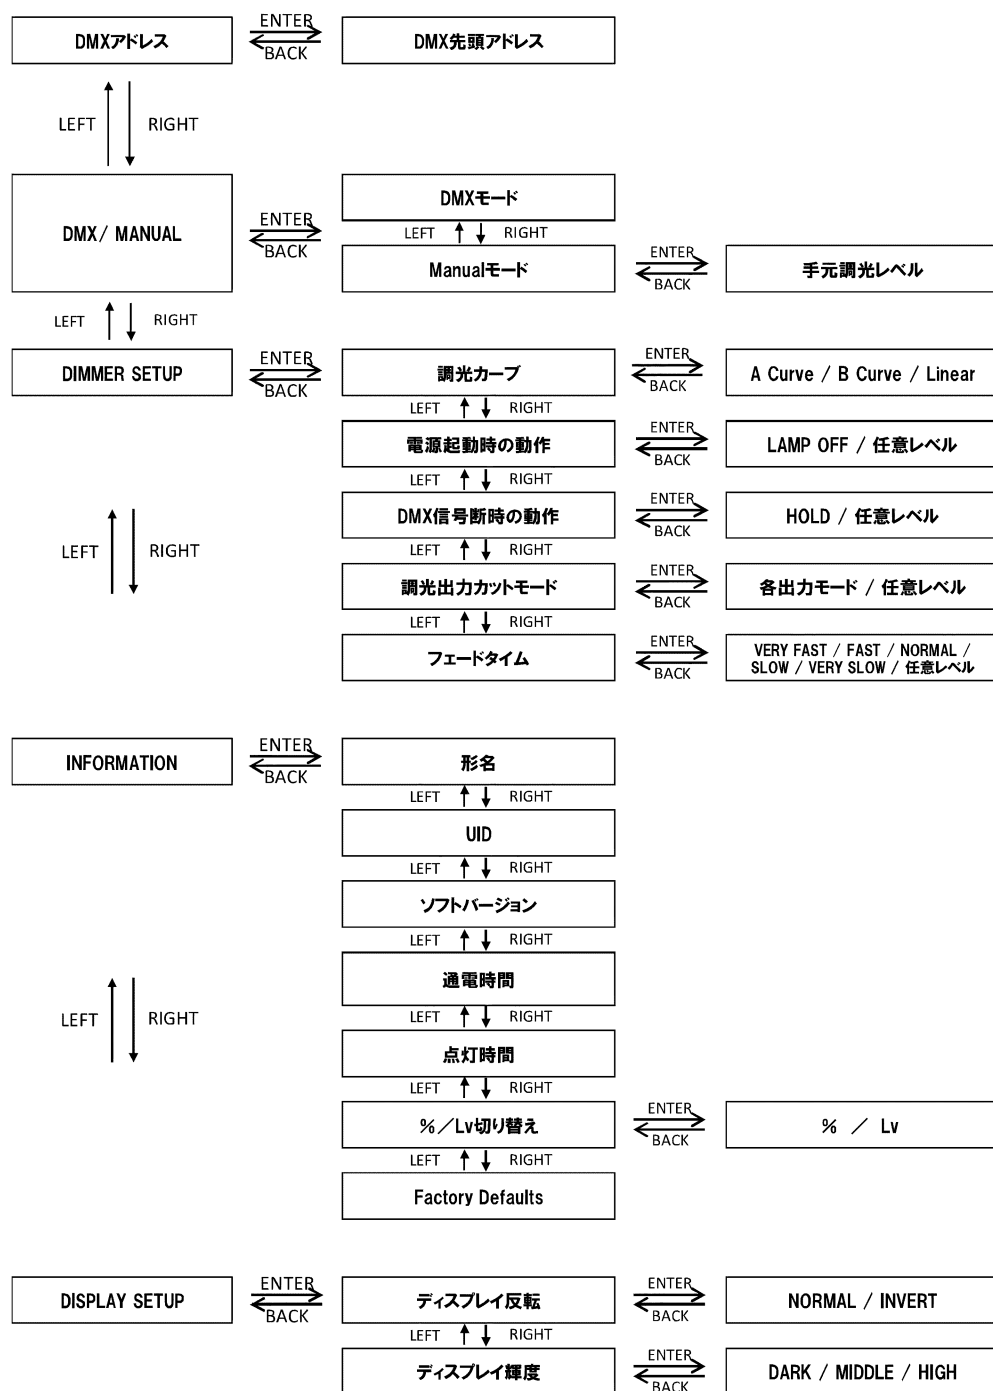 DMXアドレス
ENTER
BACK
DMX先頭アドレス
LEFT
RIGHT
DMX/ MANUAL
ENTER
BACK
DMXモード
LEFT
RIGHT
Manualモード
ENTER
BACK
手元調光レベル
LEFT
RIGHT
DIMMER SETUP
ENTER
BACK
調光カーブ
ENTER
BACK
A Curve / B Curve / Linear
LEFT
RIGHT
電源起動時の動作
ENTER
BACK
LAMP OFF / 任意レベル
LEFT
RIGHT
DMX信号断時の動作
ENTER
BACK
HOLD / 任意レベル
LEFT
RIGHT
LEFT
RIGHT
調光出力カットモード
ENTER
BACK
各出力モード / 任意レベル
LEFT
RIGHT
フェードタイム
ENTER
BACK
VERY FAST / FAST / NORMAL /
SLOW / VERY SLOW / 任意レベル
INFORMATION
ENTER
BACK
形名
LEFT
RIGHT
UID
LEFT
RIGHT
ソフトバージョン
LEFT
RIGHT
通電時間
LEFT
RIGHT
LEFT
RIGHT
点灯時間
LEFT
RIGHT
%/Lv切り替え
ENTER
BACK
% / Lv
LEFT
RIGHT
Factory Defaults
DISPLAY SETUP
ENTER
BACK
ディスプレイ反転
ENTER
BACK
NORMAL / INVERT
LEFT
RIGHT
ディスプレイ輝度
ENTER
BACK
DARK / MIDDLE / HIGH